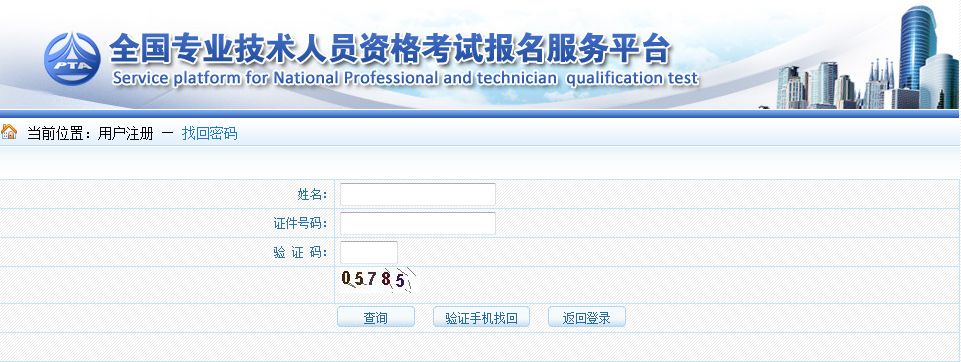 PTA
全国专业技术人员资格考试报名服务平台
Service platform for National Professional and technician qualification test
当前位置：用户注册 － 找回密码
姓名：
证件号码：
验 证 码：
05785
查询 验证手机找回 返回登录